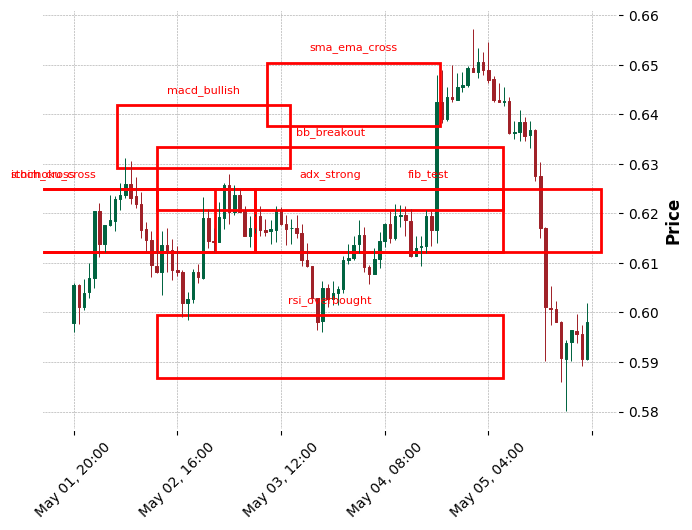 0.66
sma_ema_cross
0.65
macd_bullish
0.64
bb_breakout
0.63
adx_strong
fib_test
0.62
Price
0.61
0.60
0.59
0.58
May 01, 20:00
May 02, 16:00
May 03, 12:00
May 04, 08:00
May 05, 04:00